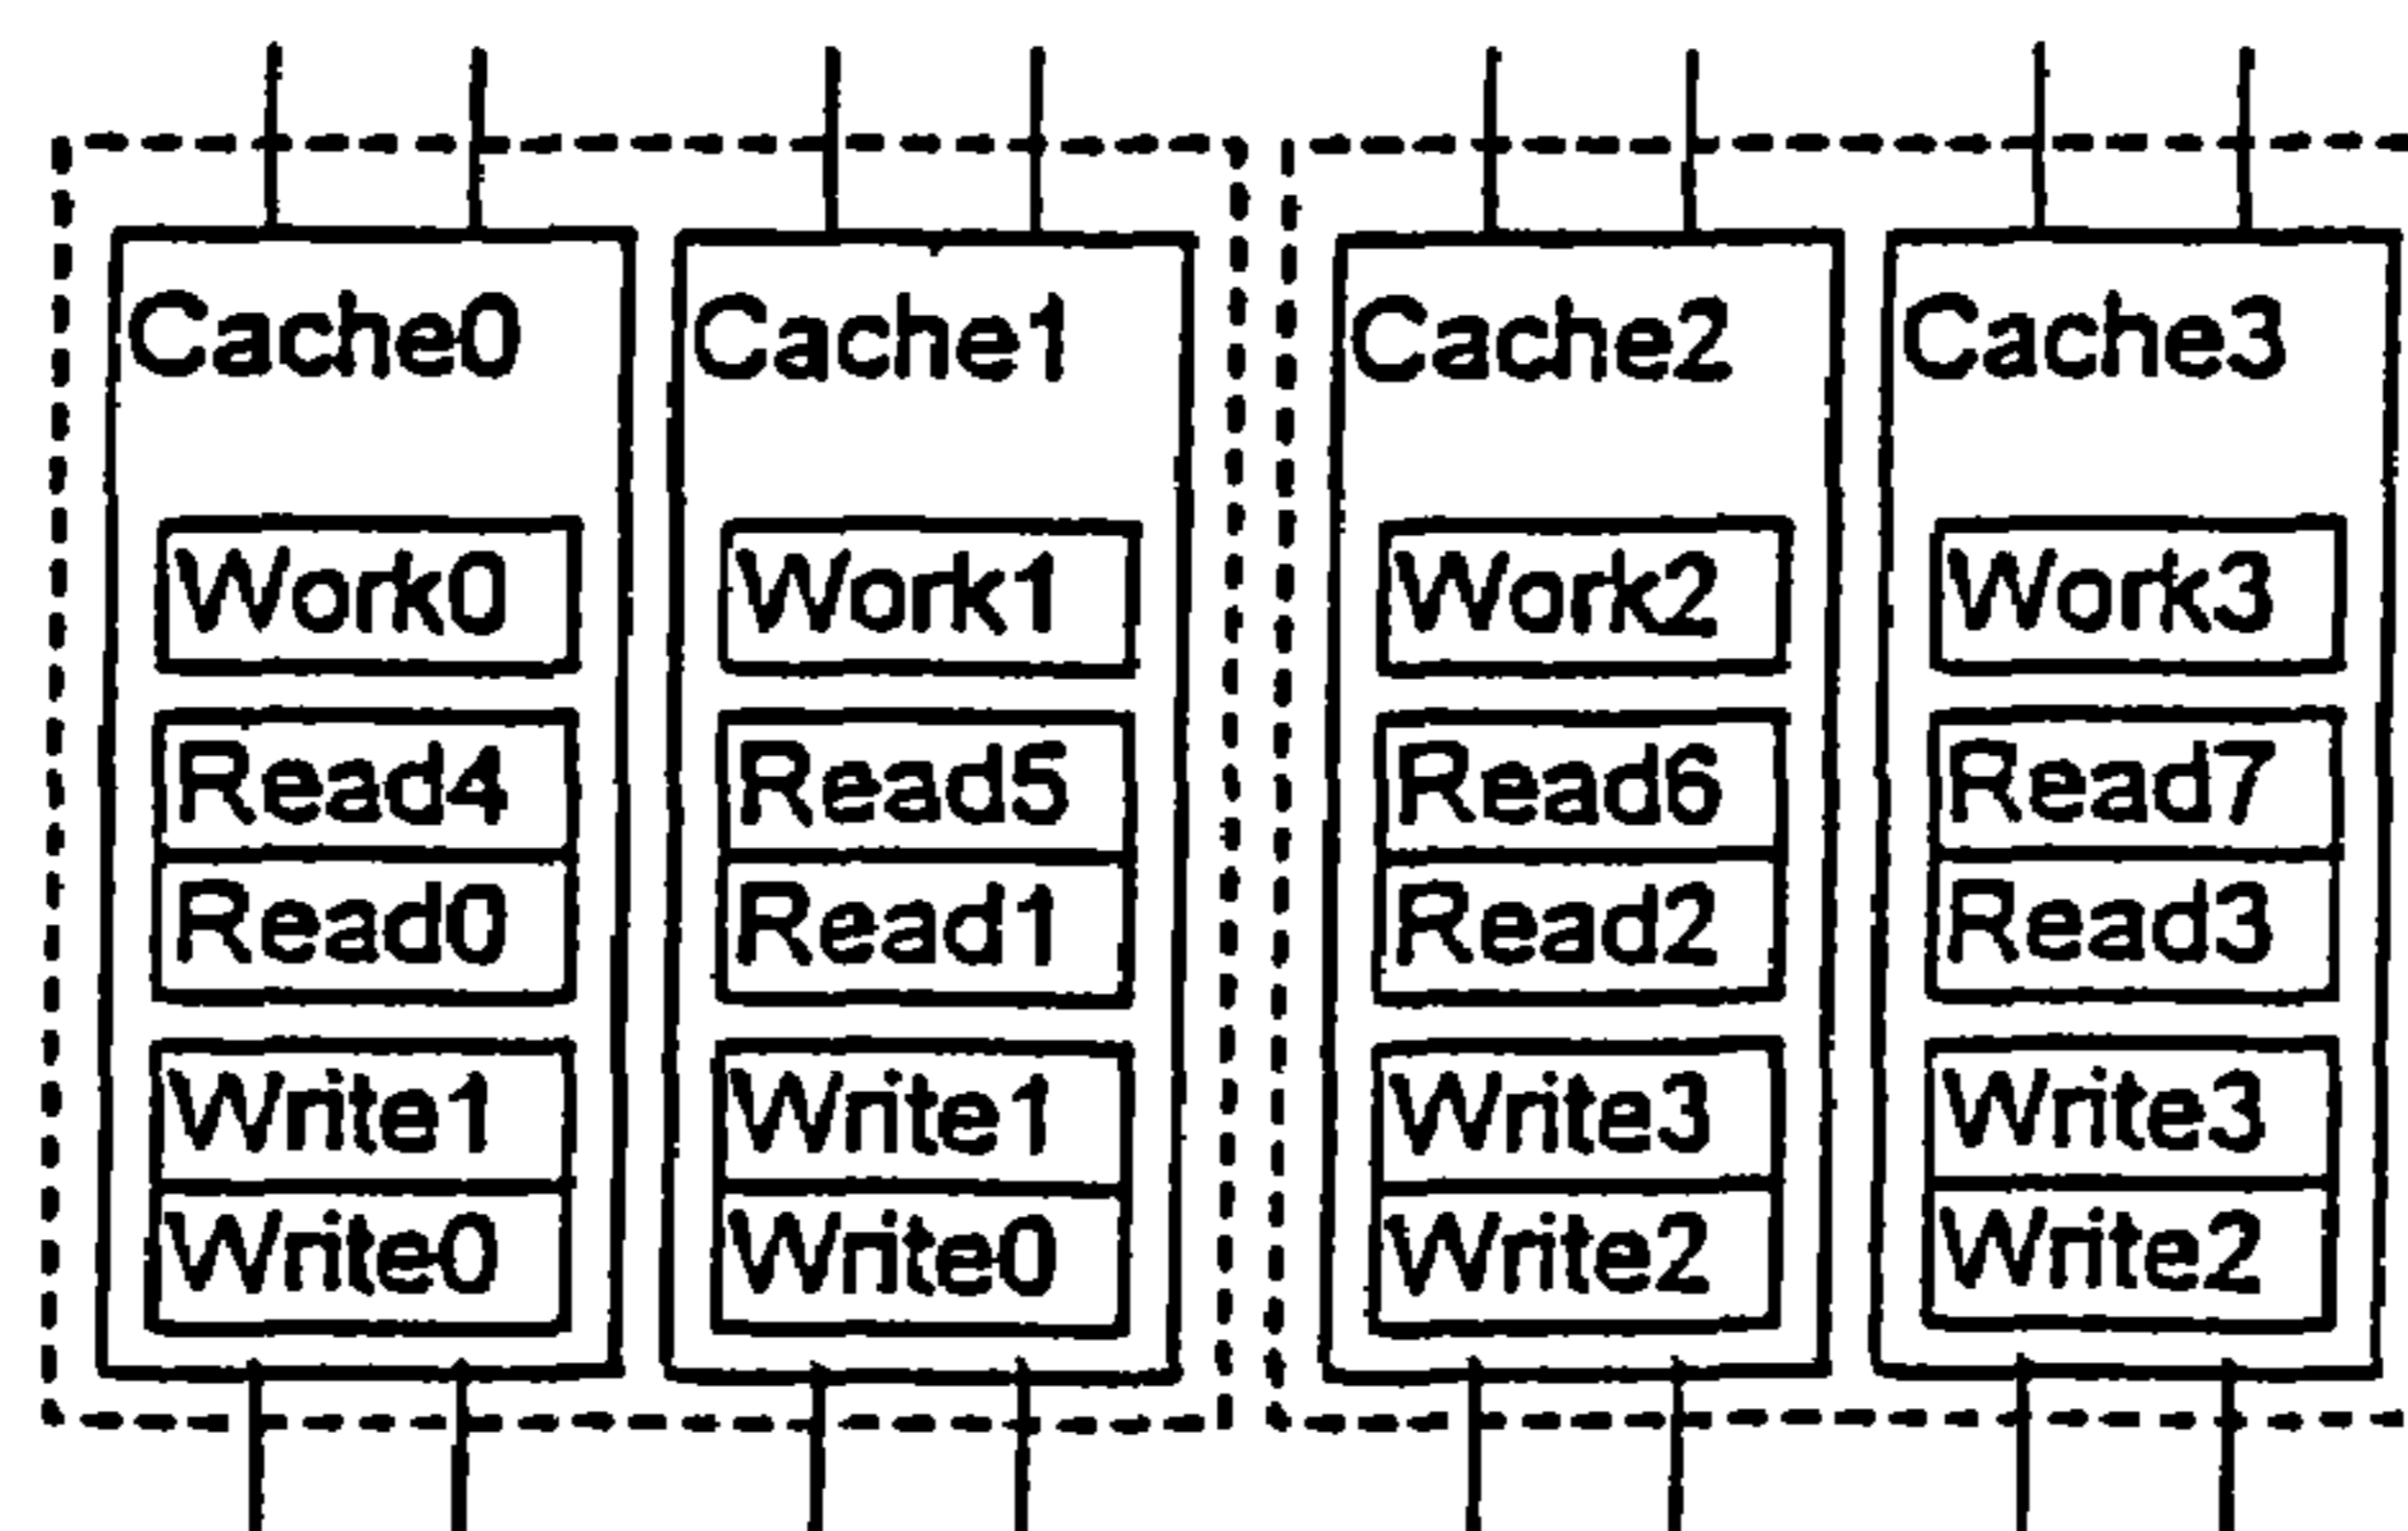 Cache0 Cache1 Cache2 Cache3
Work0 Work1 Work2 Work3
Read4 Read5 Read6 Read7
Read0 Read1 Read2 Read3
Write1 Write1 Write3 Write3
Write0 Write0 Write2 Write2